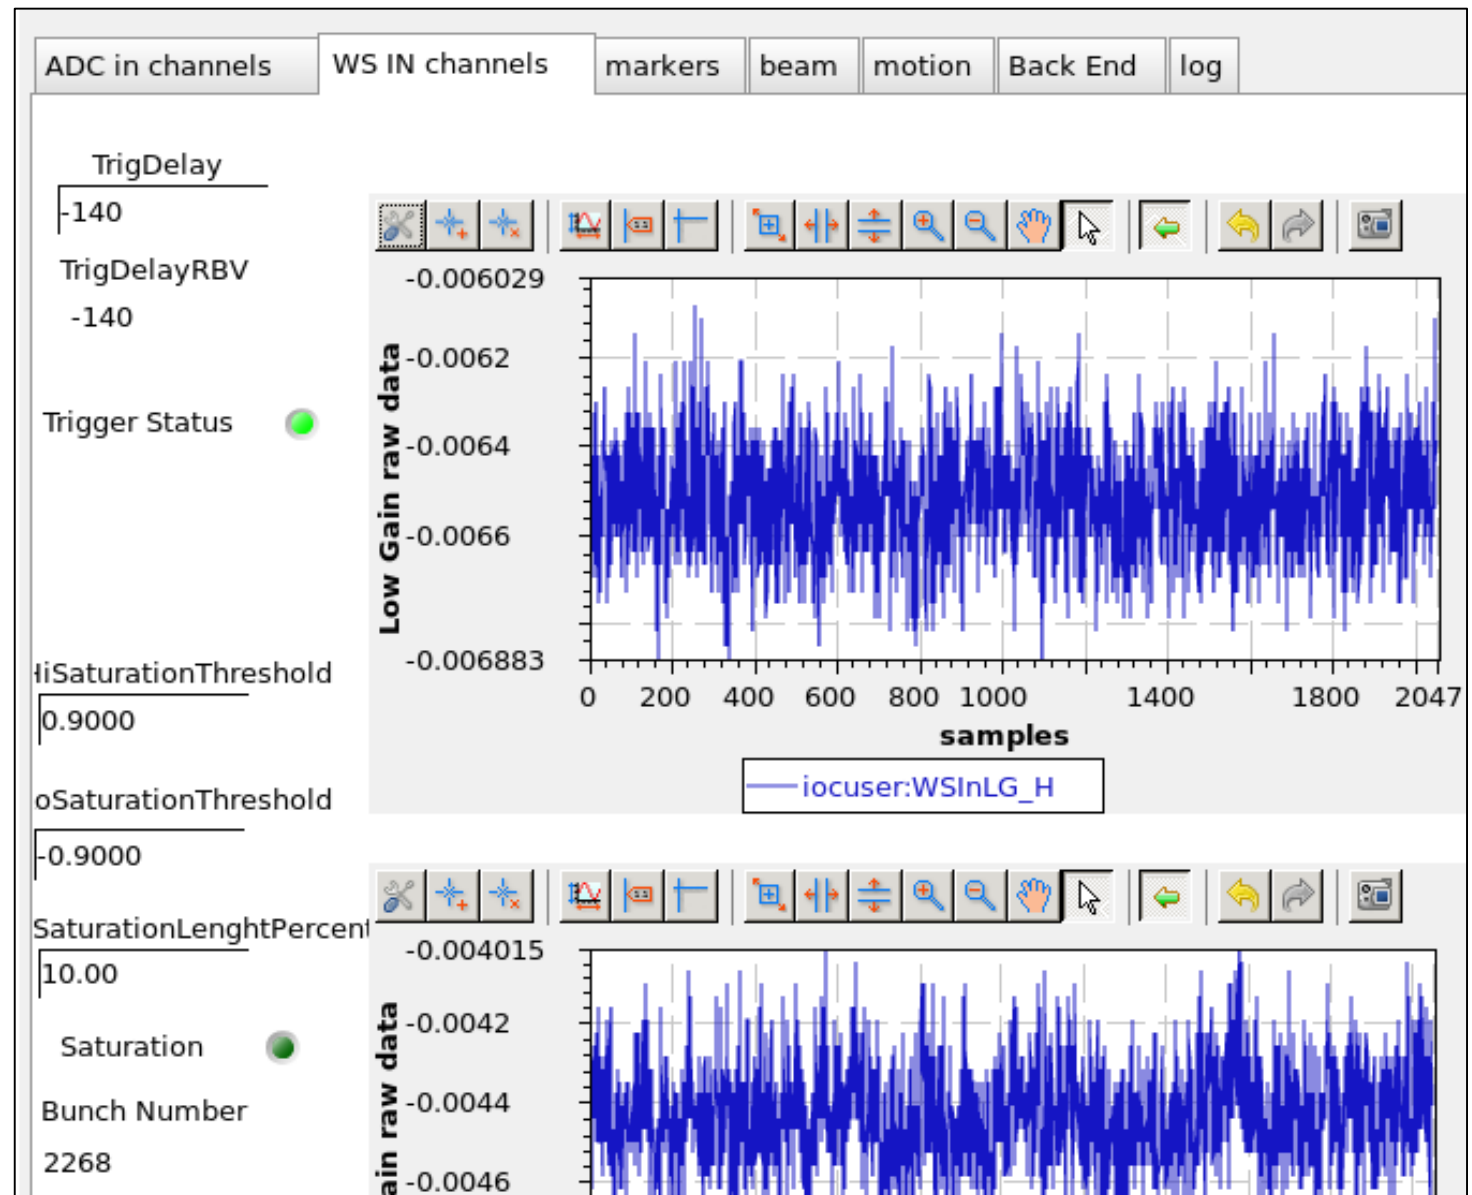 ADC in channels WS IN channels markers beam motion Back End log
TrigDelay
-140
TrigDelayRBV
-140
Trigger Status
HiSaturationThreshold
0.9000
oSaturationThreshold
-0.9000
SaturationLenghtPercent
10.00
Saturation
Bunch Number
2268
-0.006029
-0.0062
-0.0064
-0.0066
-0.006883
Low Gain raw data
0 200 400 600 800 1000 1400 1800 2047
samples
iocuser:WSInLG_H
-0.004015
-0.0042
-0.0044
-0.0046
ain raw data